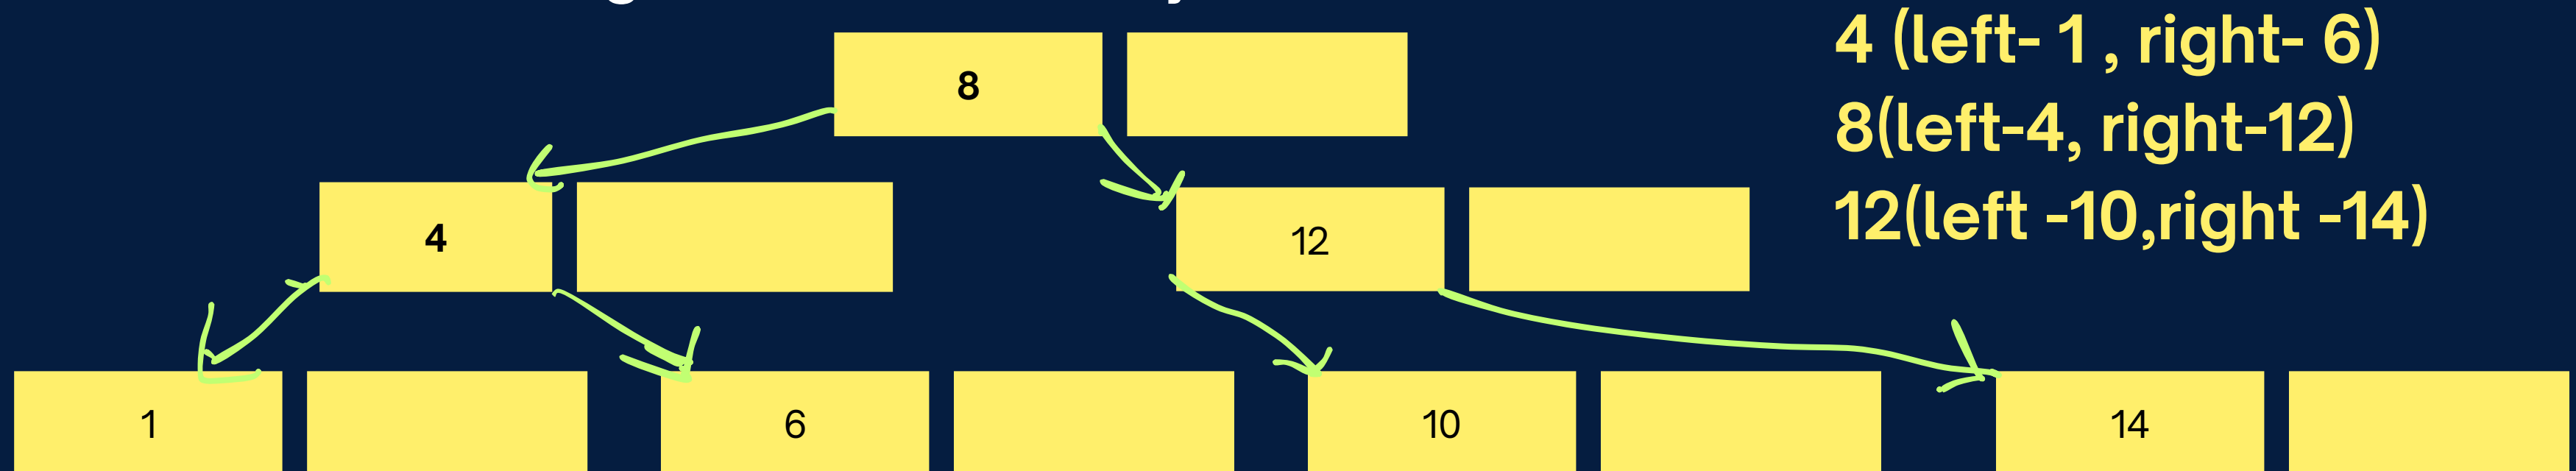 8
4 (left- 1 , right- 6)
8(left-4, right-12)
12(left -10,right -14)
4
12
1
6
10
14